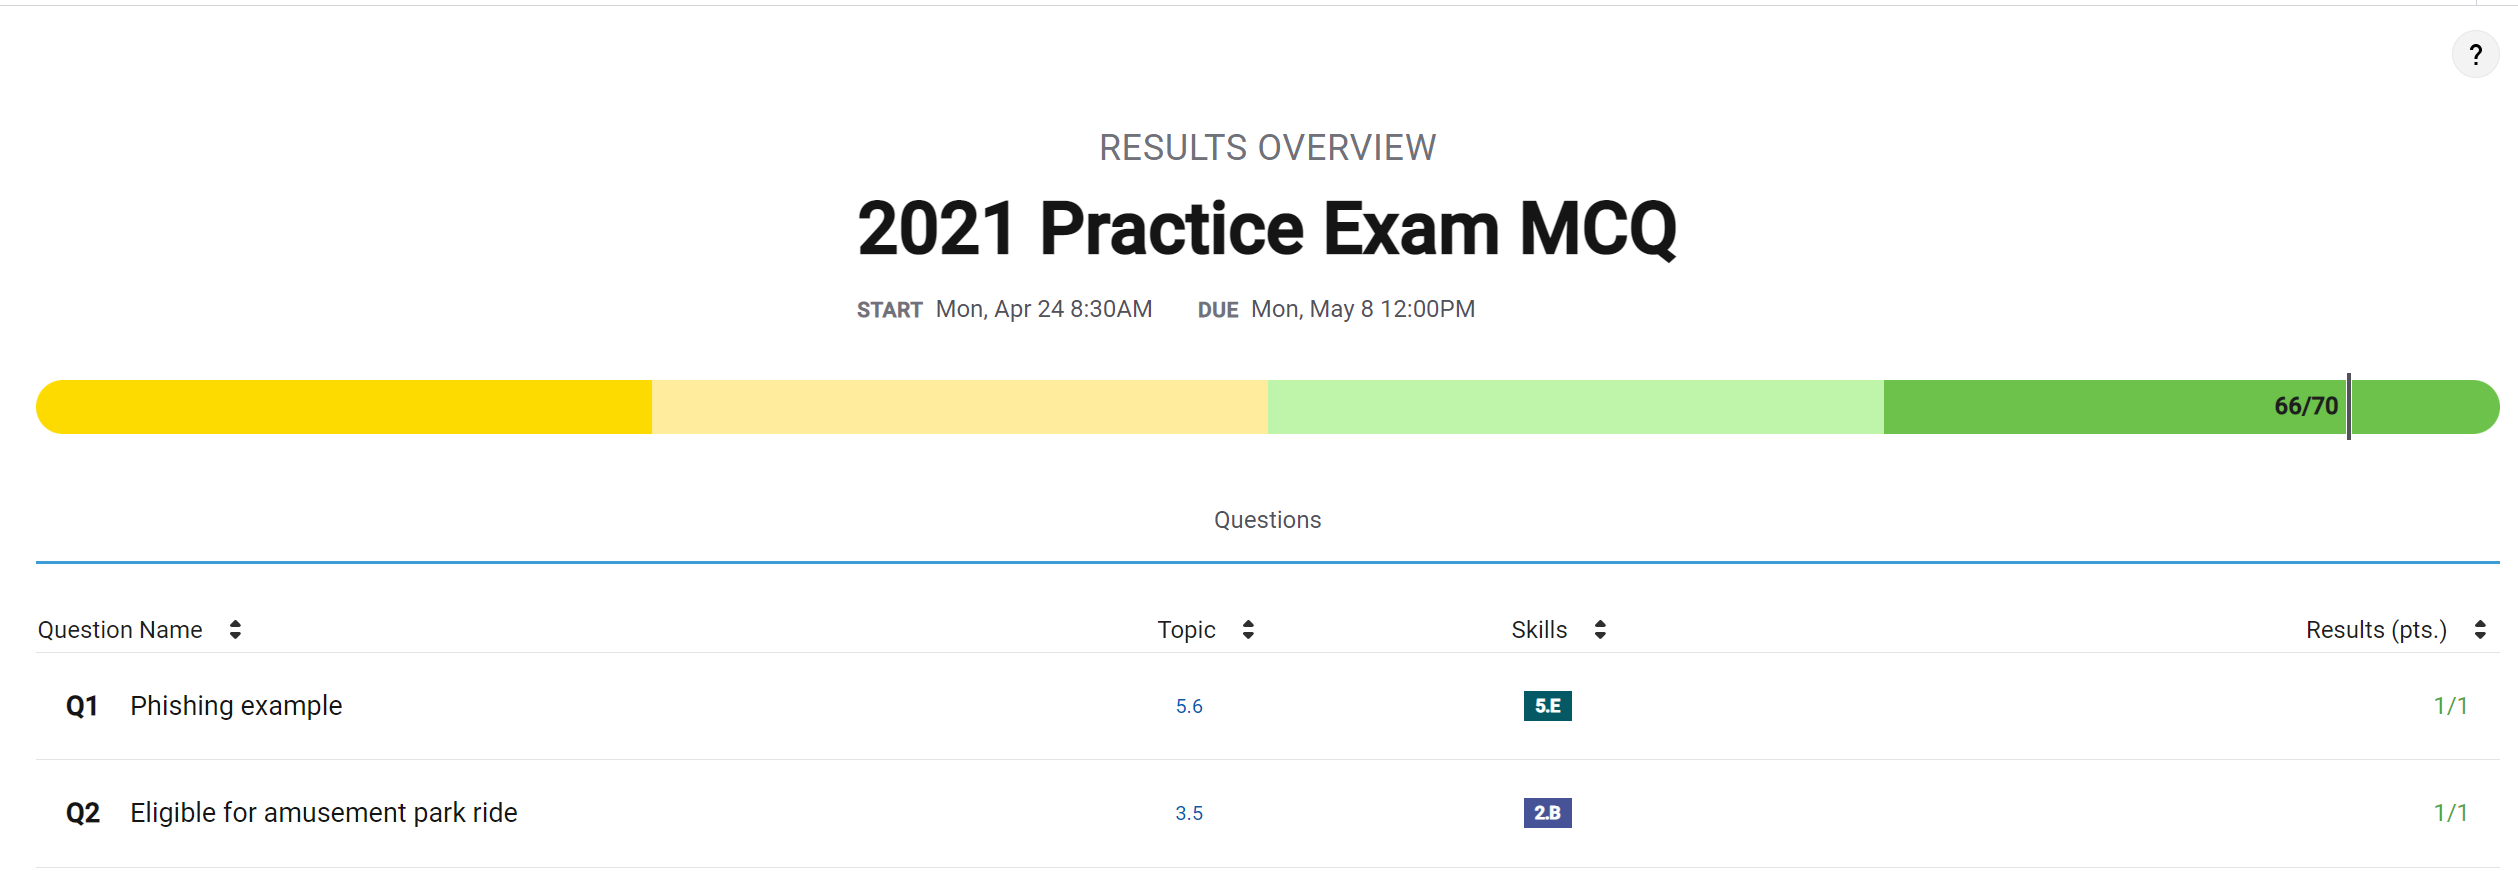 ?
RESULTS OVERVIEW
2021 Practice Exam MCQ
START Mon, Apr 24 8:30AM DUE Mon, May 8 12:00PM
66/70
Questions
Question Name Topic Skills Results (pts.)
Q1 Phishing example 5.6 5.E 1/1
Q2 Eligible for amusement park ride 3.5 2.B 1/1